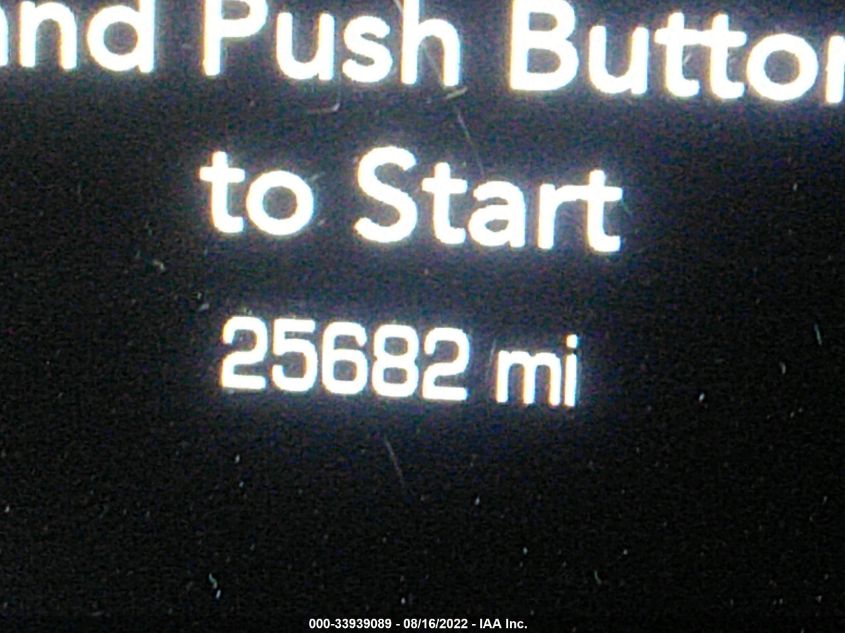 and Push Button
to Start
25682 mi
000-33939089 - 08/16/2022 - IAA Inc.